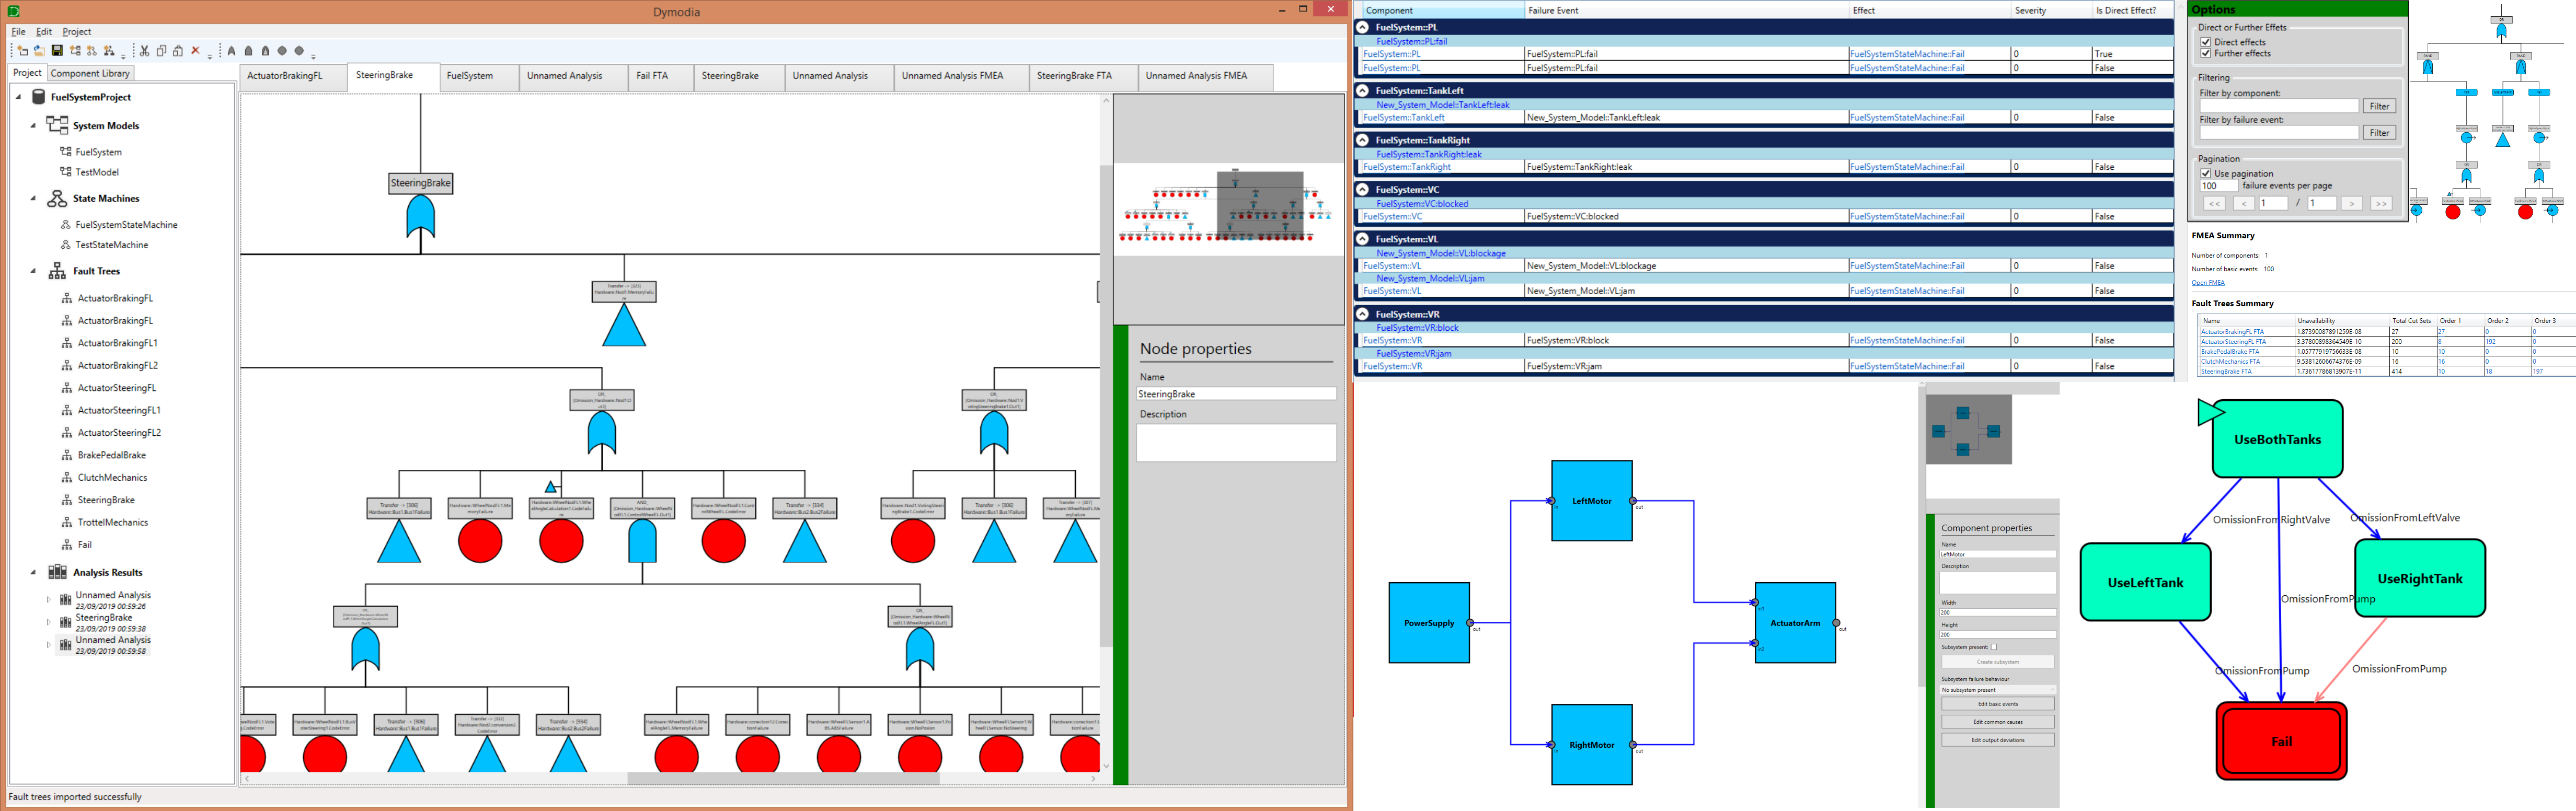 Dymodia
File Edit Project
Project Component Library
FuelSystemProject
System Models
FuelSystem
TestModel
State Machines
FuelSystemStateMachine
TestStateMachine
Fault Trees
ActuatorBrakingFL
ActuatorBrakingFL
ActuatorBrakingFL1
ActuatorBrakingFL2
ActuatorSteeringFL
ActuatorSteeringFL1
ActuatorSteeringFL2
BrakePedalBrake
ClutchMechanics
SteeringBrake
TrottelMechanics
Fail
Analysis Results
Unnamed Analysis
23/09/2019 00:59:26
SteeringBrake
23/09/2019 00:59:38
Unnamed Analysis
23/09/2019 00:59:58
Fault trees imported successfully
ActuatorBrakingFL SteeringBrake FuelSystem Unnamed Analysis Fail FTA SteeringBrake Unnamed Analysis Unnamed Analysis FMEA SteeringBrake FTA Unnamed Analysis FMEA
SteeringBrake
Node properties
Name
SteeringBrake
Description
Component Failure Event Effect Severity Is Direct Effect?
FuelSystem::PL
FuelSystem::PL:fail
FuelSystem::PL FuelSystem::PL:fail FuelSystemStateMachine::Fail 0 True
FuelSystem::PL FuelSystem::PL:fail FuelSystemStateMachine::Fail 0 False
FuelSystem::TankLeft
New_System_Model::TankLeft:leak
FuelSystem::TankLeft New_System_Model::TankLeft:leak FuelSystemStateMachine::Fail 0 False
FuelSystem::TankRight
FuelSystem::TankRight:leak
FuelSystem::TankRight FuelSystem::TankRight:leak FuelSystemStateMachine::Fail 0 False
FuelSystem::VC
FuelSystem::VC:blocked
FuelSystem::VC FuelSystem::VC:blocked FuelSystemStateMachine::Fail 0 False
FuelSystem::VL
New_System_Model::VL:blockage
FuelSystem::VL New_System_Model::VL:blockage FuelSystemStateMachine::Fail 0 False
New_System_Model::VL:jam
FuelSystem::VL New_System_Model::VL:jam FuelSystemStateMachine::Fail 0 False
FuelSystem::VR
FuelSystem::VR:block
FuelSystem::VR FuelSystem::VR:block FuelSystemStateMachine::Fail 0 False
FuelSystem::VR:jam
FuelSystem::VR FuelSystem::VR:jam FuelSystemStateMachine::Fail 0 False
Options
Direct or Further Effets
Direct effects
Further effects
Filtering
Filter by component:
Filter
Filter by failure event:
Filter
Pagination
Use pagination
100 failure events per page
<< < 1 / 1 > >>
FMEA Summary
Number of components: 1
Number of basic events: 100
Open FMEA
Fault Trees Summary
Name Unavailability Total Cut Sets Order 1 Order 2 Order 3
ActuatorBrakingFL FTA 1.87390087891259E-08 27 27 0 0
ActuatorSteeringFL FTA 3.37800898364549E-10 200 8 192 0
BrakePedalBrake FTA 1.05777919756633E-08 10 10 0 0
ClutchMechanics FTA 9.53812606674376E-09 16 16 0 0
SteeringBrake FTA 1.73617786813907E-11 414 10 18 197
PowerSupply
out
LeftMotor
in
out
RightMotor
in
out
ActuatorArm
in1
in2
out
Component properties
Name
LeftMotor
Description
Width
200
Height
200
Subsystem present:
Create subsystem
Subsystem failure behaviour
No subsystem present
Edit basic events
Edit common causes
Edit output deviations
UseBothTanks
OmissionFromRightValve
OmissionFromLeftValve
UseLeftTank
UseRightTank
OmissionFromPump
OmissionFromPump
OmissionFromPump
Fail